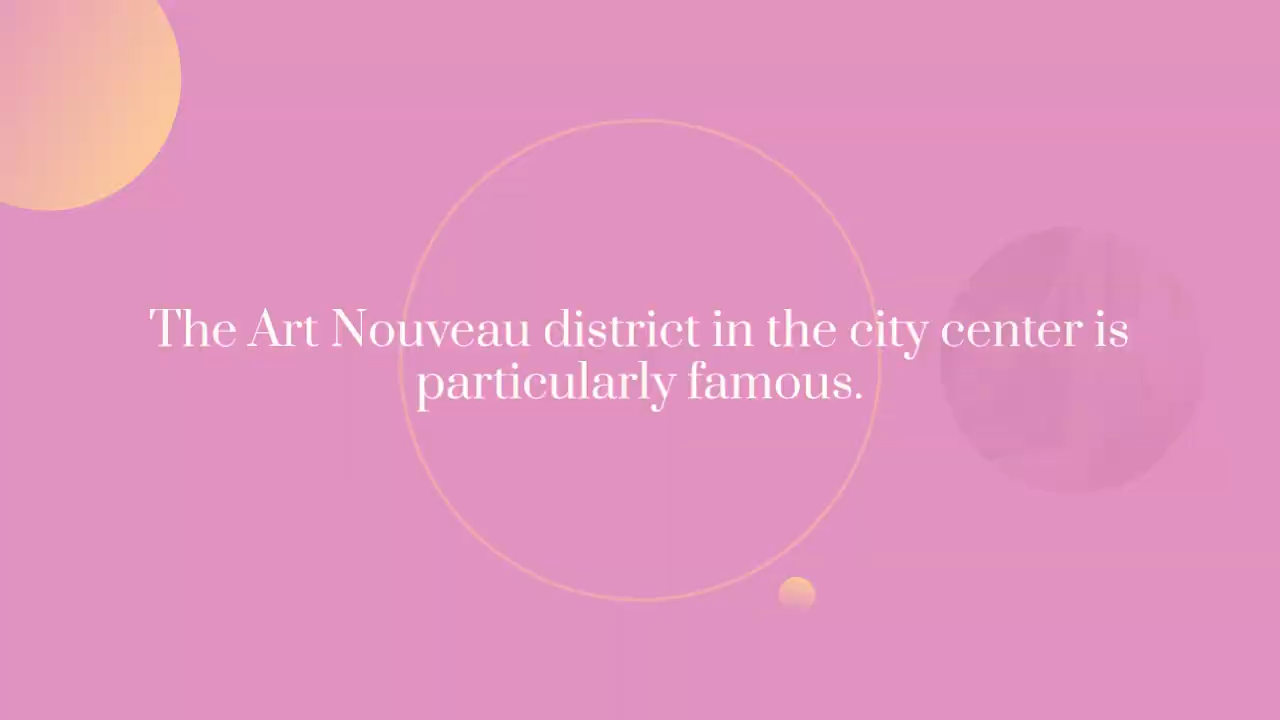 The Art Nouveau district in the city center is
particularly famous.